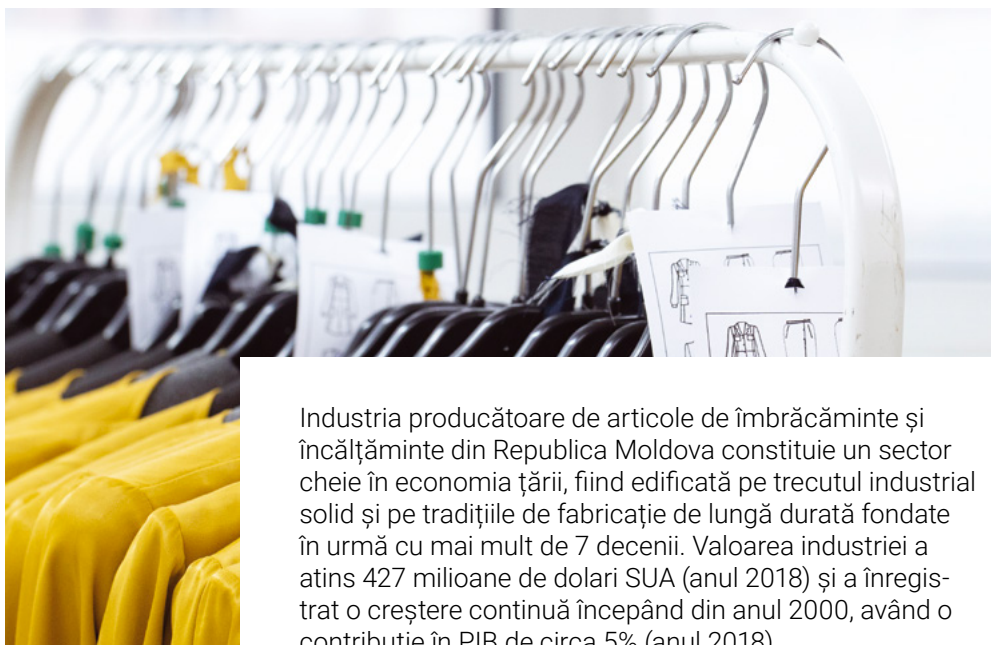 Industria producătoare de articole de îmbrăcăminte și
încălțăminte din Republica Moldova constituie un sector
cheie în economia țării, fiind edificată pe trecutul industrial
solid și pe tradițiile de fabricație de lungă durată fondate
în urmă cu mai mult de 7 decenii. Valoarea industriei a
atins 427 milioane de dolari SUA (anul 2018) și a înregis-
trat o creștere continuă începând din anul 2000, având o
contribuție în PIB de circa 5% (anul 2018)